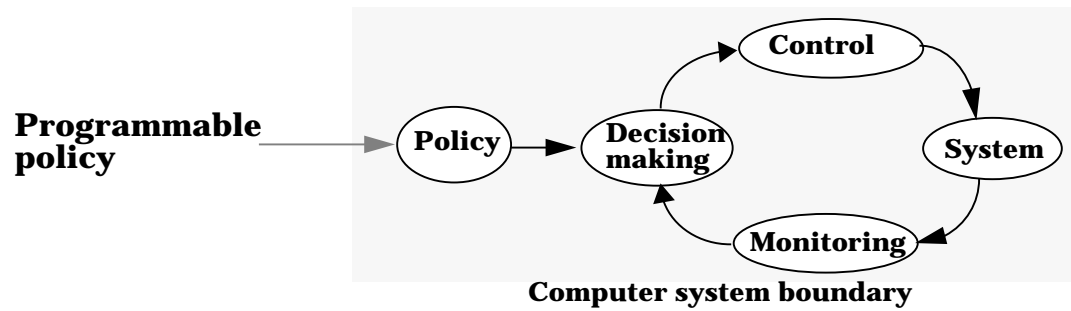 Programmable
policy
Policy
Decision
making
Control
System
Monitoring
Computer system boundary